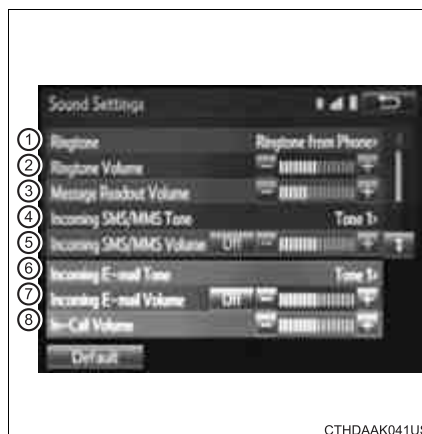 Sound Settings
1 Ringtone Ringtone from Phone>
2 Ringtone Volume − +
3 Message Readout Volume − +
4 Incoming SMS/MMS Tone Tone 1>
5 Incoming SMS/MMS Volume Off − +
6 Incoming E-mail Tone Tone 1>
7 Incoming E-mail Volume Off − +
8 In-Call Volume − +
Default
CTHDAAK041US